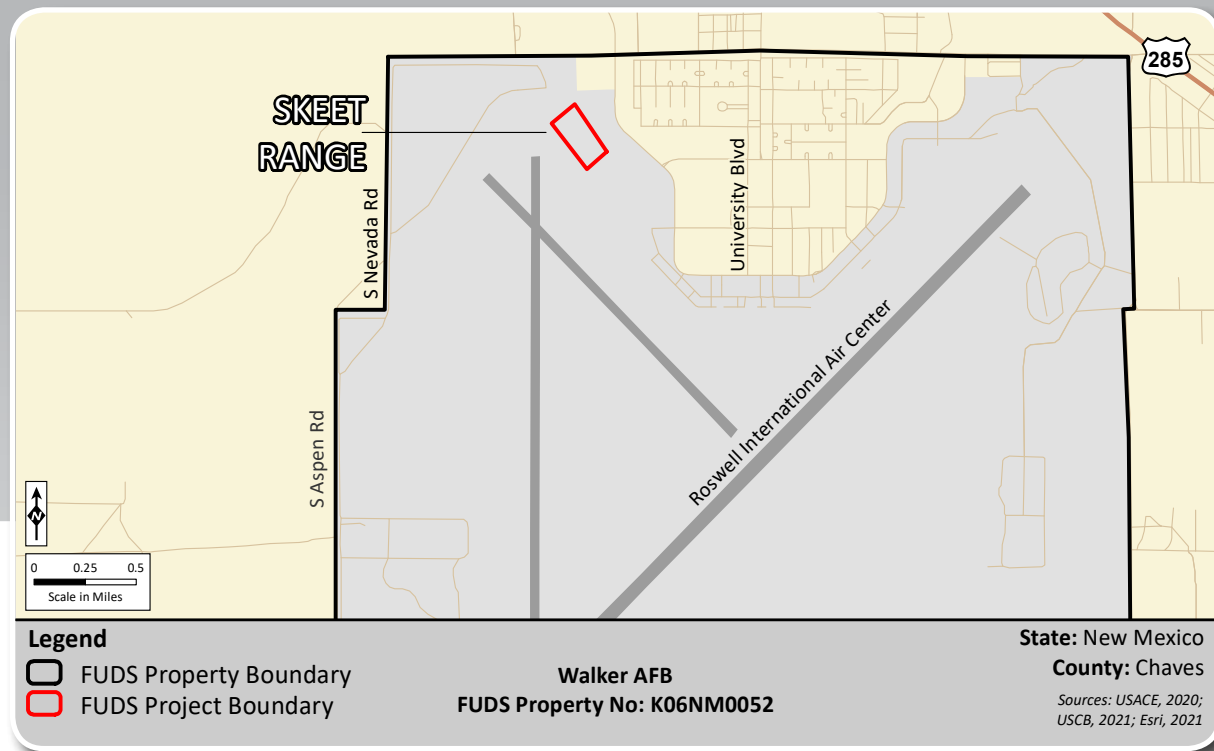 285
SKEET
RANGE
S Nevada Rd
University Blvd
Roswell International Air Center
S Aspen Rd
N
0 0.25 0.5
Scale in Miles
Legend
FUDS Property Boundary
FUDS Project Boundary
Walker AFB
FUDS Property No: K06NM0052
State: New Mexico
County: Chaves
Sources: USACE, 2020;
USCB, 2021; Esri, 2021